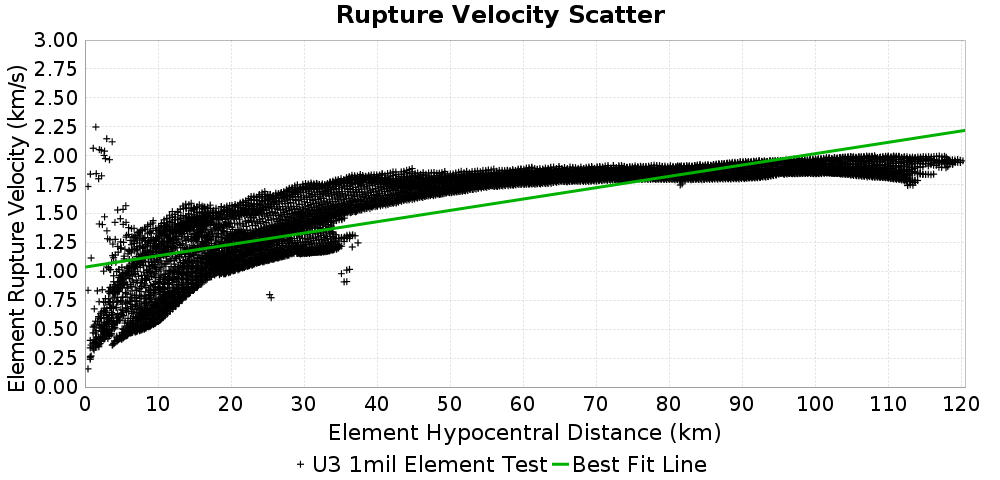 Rupture Velocity Scatter
Element Rupture Velocity (km/s)
3.00
2.75
2.50
2.25
2.00
1.75
1.50
1.25
1.00
0.75
0.50
0.25
0.00
0 10 20 30 40 50 60 70 80 90 100 110 120
Element Hypocentral Distance (km)
U3 1mil Element Test Best Fit Line